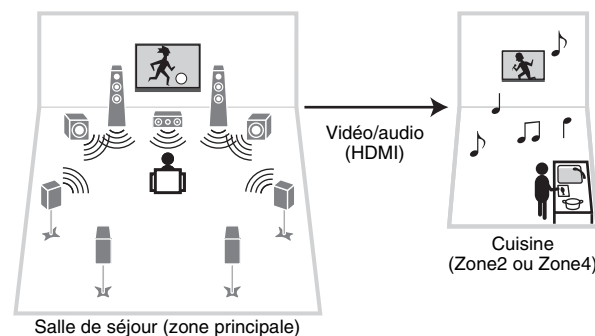 Vidéo/audio
(HDMI)
Cuisine
(Zone2 ou Zone4)
Salle de séjour (zone principale)